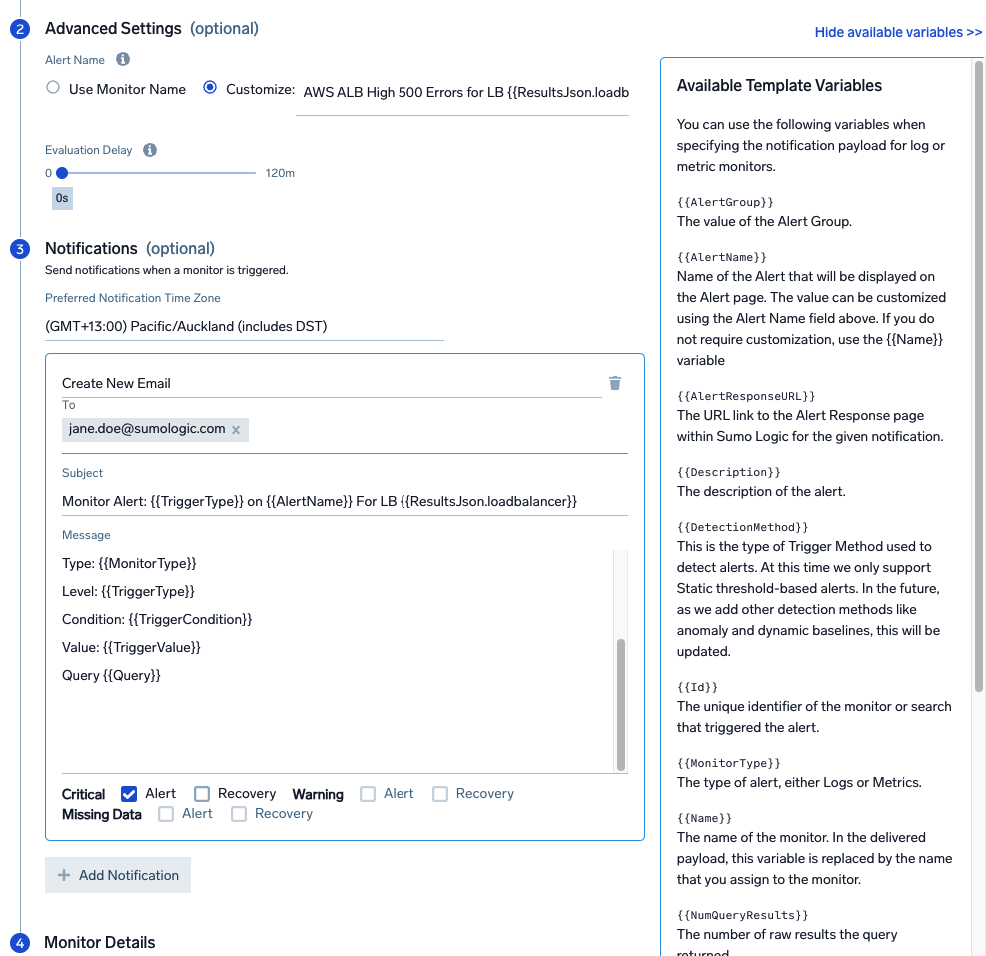 2 Advanced Settings (optional)
Hide available variables >>
Alert Name i
Use Monitor Name Customize: AWS ALB High 500 Errors for LB {{ResultsJson.loadb
Evaluation Delay i
0 120m
0s
3 Notifications (optional)
Send notifications when a monitor is triggered.
Preferred Notification Time Zone
(GMT+13:00) Pacific/Auckland (includes DST)
Create New Email
To
jane.doe@sumologic.com x
Subject
Monitor Alert: {{TriggerType}} on {{AlertName}} For LB {{ResultsJson.loadbalancer}}
Message
Type: {{MonitorType}}
Level: {{TriggerType}}
Condition: {{TriggerCondition}}
Value: {{TriggerValue}}
Query {{Query}}
Critical Alert Recovery Warning Alert Recovery
Missing Data Alert Recovery
+ Add Notification
4 Monitor Details
Available Template Variables
You can use the following variables when
specifying the notification payload for log or
metric monitors.
{{AlertGroup}}
The value of the Alert Group.
{{AlertName}}
Name of the Alert that will be displayed on
the Alert page. The value can be customized
using the Alert Name field above. If you do
not require customization, use the {{Name}}
variable
{{AlertResponseURL}}
The URL link to the Alert Response page
within Sumo Logic for the given notification.
{{Description}}
The description of the alert.
{{DetectionMethod}}
This is the type of Trigger Method used to
detect alerts. At this time we only support
Static threshold-based alerts. In the future,
as we add other detection methods like
anomaly and dynamic baselines, this will be
updated.
{{Id}}
The unique identifier of the monitor or search
that triggered the alert.
{{MonitorType}}
The type of alert, either Logs or Metrics.
{{Name}}
The name of the monitor. In the delivered
payload, this variable is replaced by the name
that you assign to the monitor.
{{NumQueryResults}}
The number of raw results the query
returned